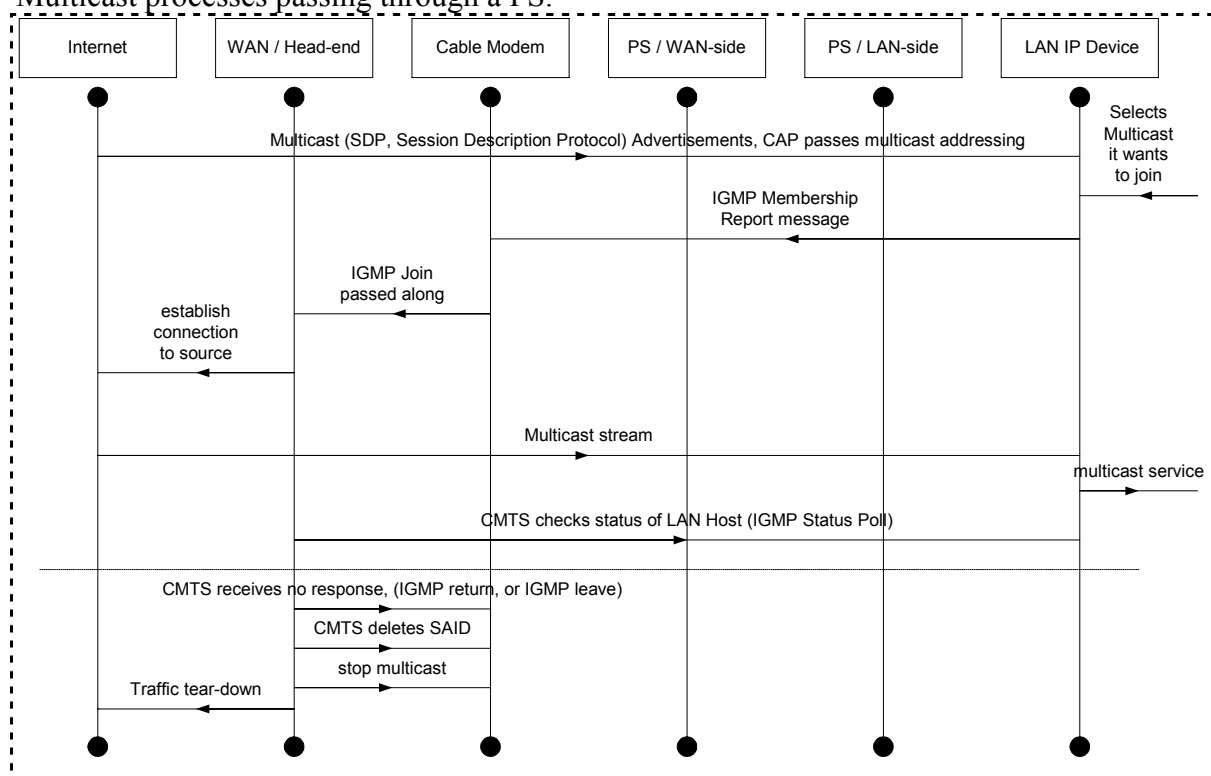 Multicast processes passing through a PS.
Internet
WAN / Head-end
Cable Modem
PS / WAN-side
PS / LAN-side
LAN IP Device
Selects
Multicast
it wants
to join
Multicast (SDP, Session Description Protocol) Advertisements, CAP passes multicast addressing
IGMP Membership
Report message
IGMP Join
passed along
establish
connection
to source
Multicast stream
multicast service
CMTS checks status of LAN Host (IGMP Status Poll)
CMTS receives no response, (IGMP return, or IGMP leave)
CMTS deletes SAID
stop multicast
Traffic tear-down